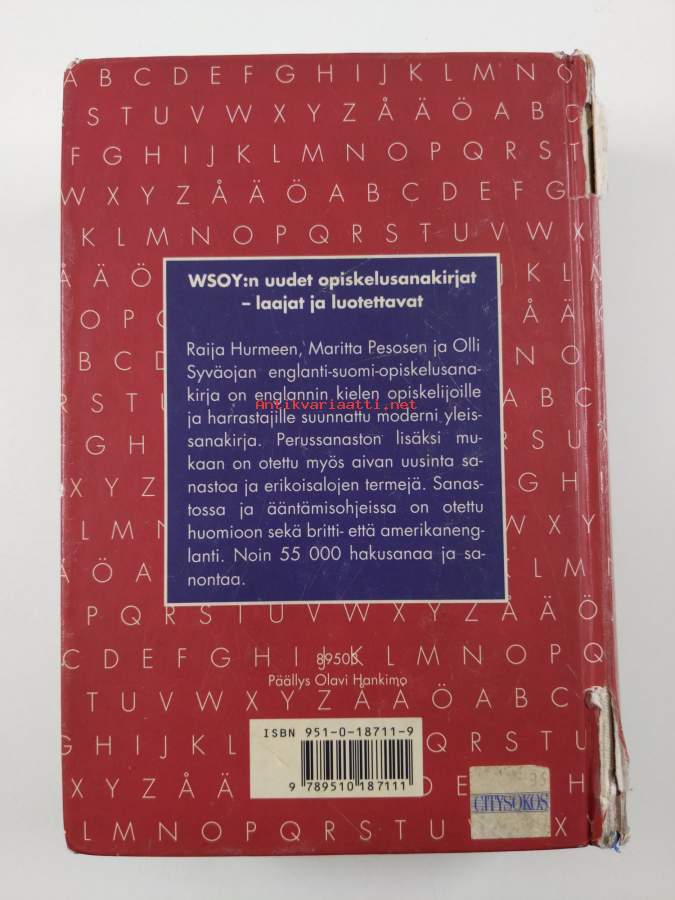 A B C D E F G H I J K L M N O
S T U V W X Y Z Å Ä Ö A B C
F G H I J K L M N O P Q R S T
W X Y Z Å Ä Ö A B C D E F G
K L M N O P Q R S T U V W X
Å Ä Ö K L M
WSOY:n uudet opiskelusanakirjat
– laajat ja luotettavat
O P Å Ä
Raija Hurmeen, Maritta Pesosen ja Olli
B C D N O
Syväojan englanti-suomi-opiskelusana-
kirja on englannin kielen opiskelijoille
R S T A B C
Antikvariaatti.net
ja harrastajille suunnattu moderni yleis-
sanakirja. Perussanaston lisäksi mu-
G H R S U
kaan on otettu myös aivan uusinta sa-
nastoa ja erikoisalojen termejä. Sanas-
X Y Z G H
tossa ja ääntämisohjeissa on otettu
huomioon sekä britti- että amerikaneng-
L M N W X Y
lanti. Noin 55 000 hakusanaa ja sa-
nontaa.
Ö A L M
P Q R S T U V W X Y Z Å Ä Ö
C D E F G H I J K L M N O P Q
89503
Päällys Olavi Hankimo
T U V W X Y Z Å Ä Ö A B C
ISBN 951-0-18711-9
G H I J K L Q R S T U
9 789510 187111
X Y Z Å Ä D E H
CITYSOKOS
L M N O P Q R S T U V X